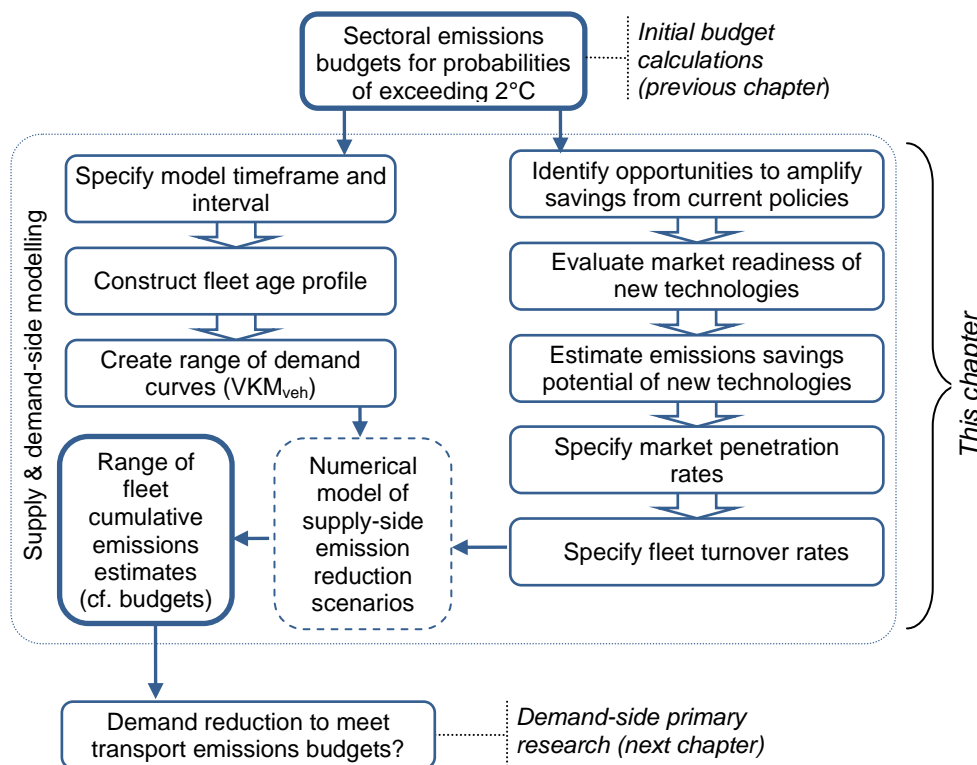 Sectoral emissions
budgets for probabilities
of exceeding 2°C
Initial budget
calculations
(previous chapter)
Supply & demand-side modelling
Specify model timeframe and
interval
Construct fleet age profile
Create range of demand
curves (VKMveh)
Identify opportunities to amplify
savings from current policies
Evaluate market readiness of
new technologies
Estimate emissions savings
potential of new technologies
Specify market penetration
rates
Specify fleet turnover rates
Numerical
model of
supply-side
emission
reduction
scenarios
Range of
fleet
cumulative
emissions
estimates
(cf. budgets)
This chapter
Demand reduction to meet
transport emissions budgets?
Demand-side primary
research (next chapter)